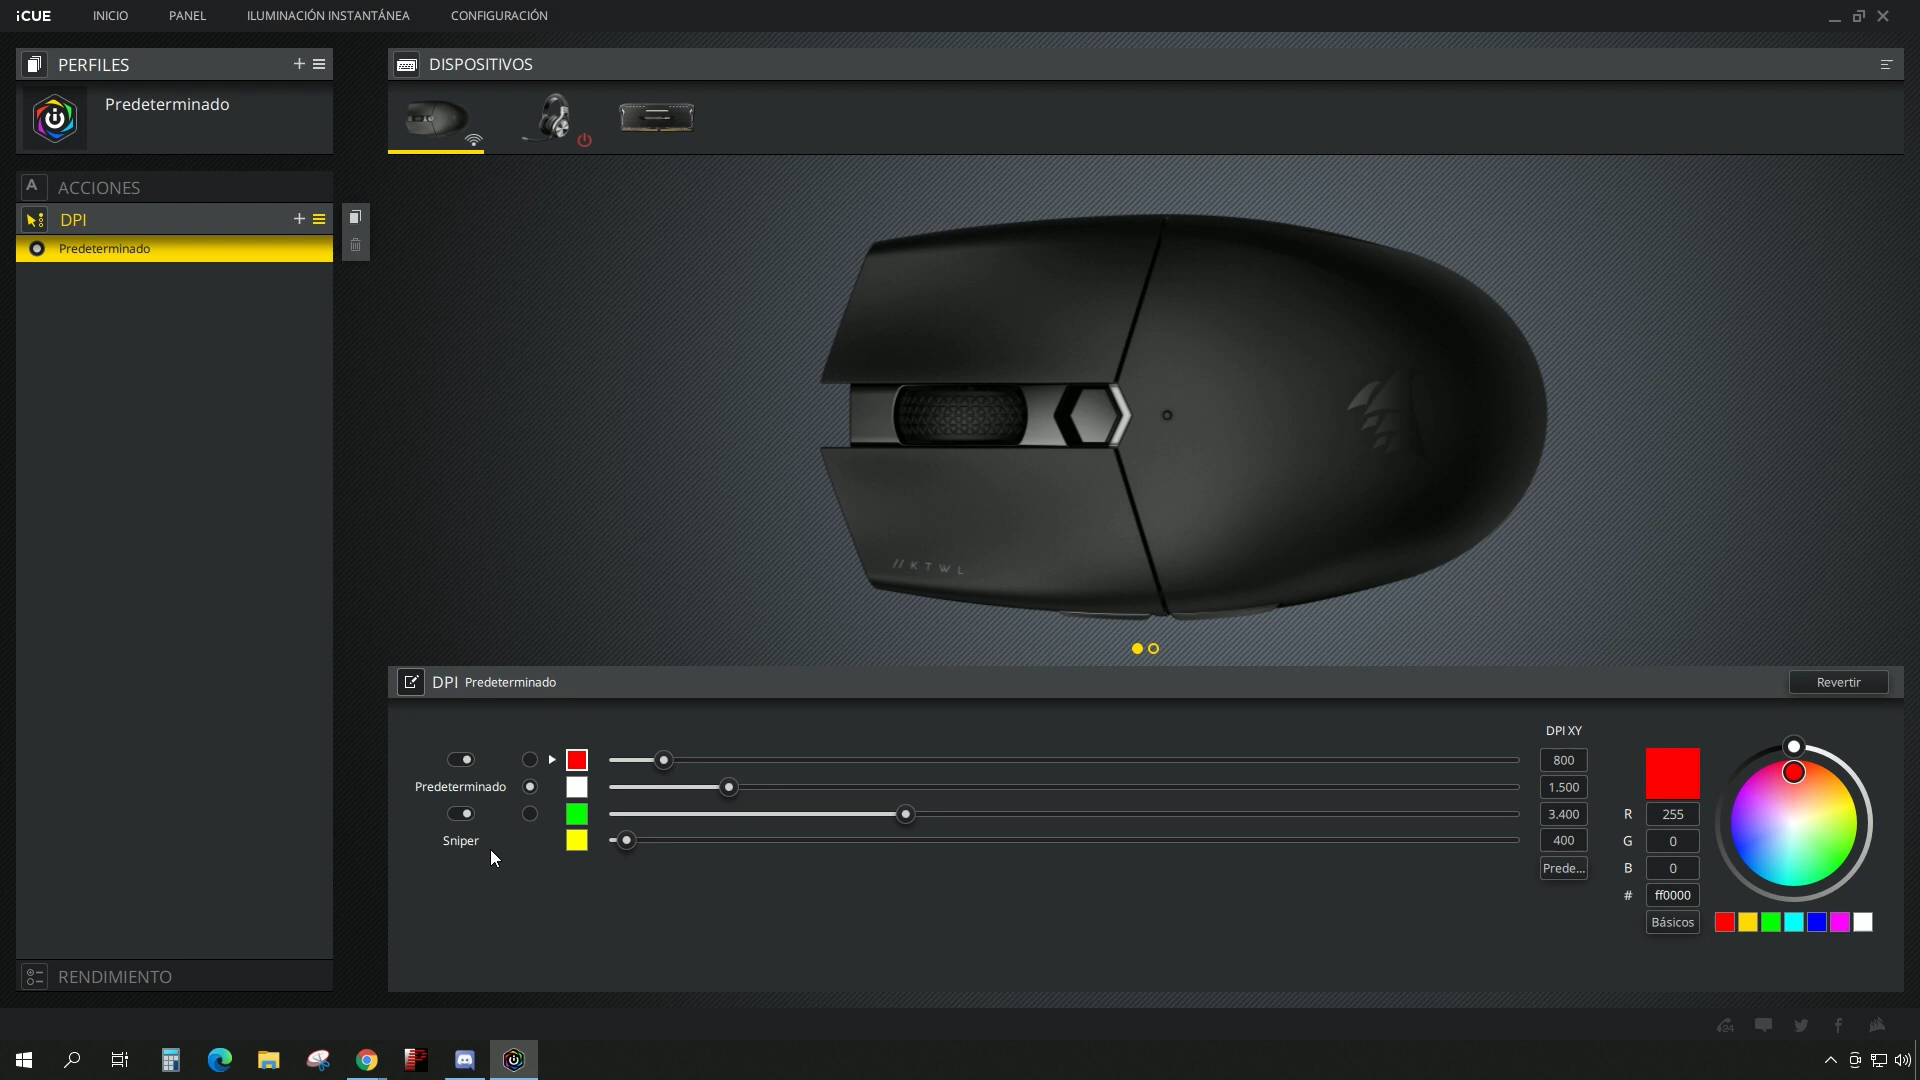 iCUE INICIO PANEL ILUMINACIÓN INSTANTÁNEA CONFIGURACIÓN
PERFILES
DISPOSITIVOS
Predeterminado
A ACCIONES
DPI
Predeterminado
// K T W L
DPI Predeterminado
Revertir
DPI XY
800
Predeterminado
1.500
3.400
R 255
Sniper
400
G 0
Prede...
B 0
# ff0000
Básicos
RENDIMIENTO
24